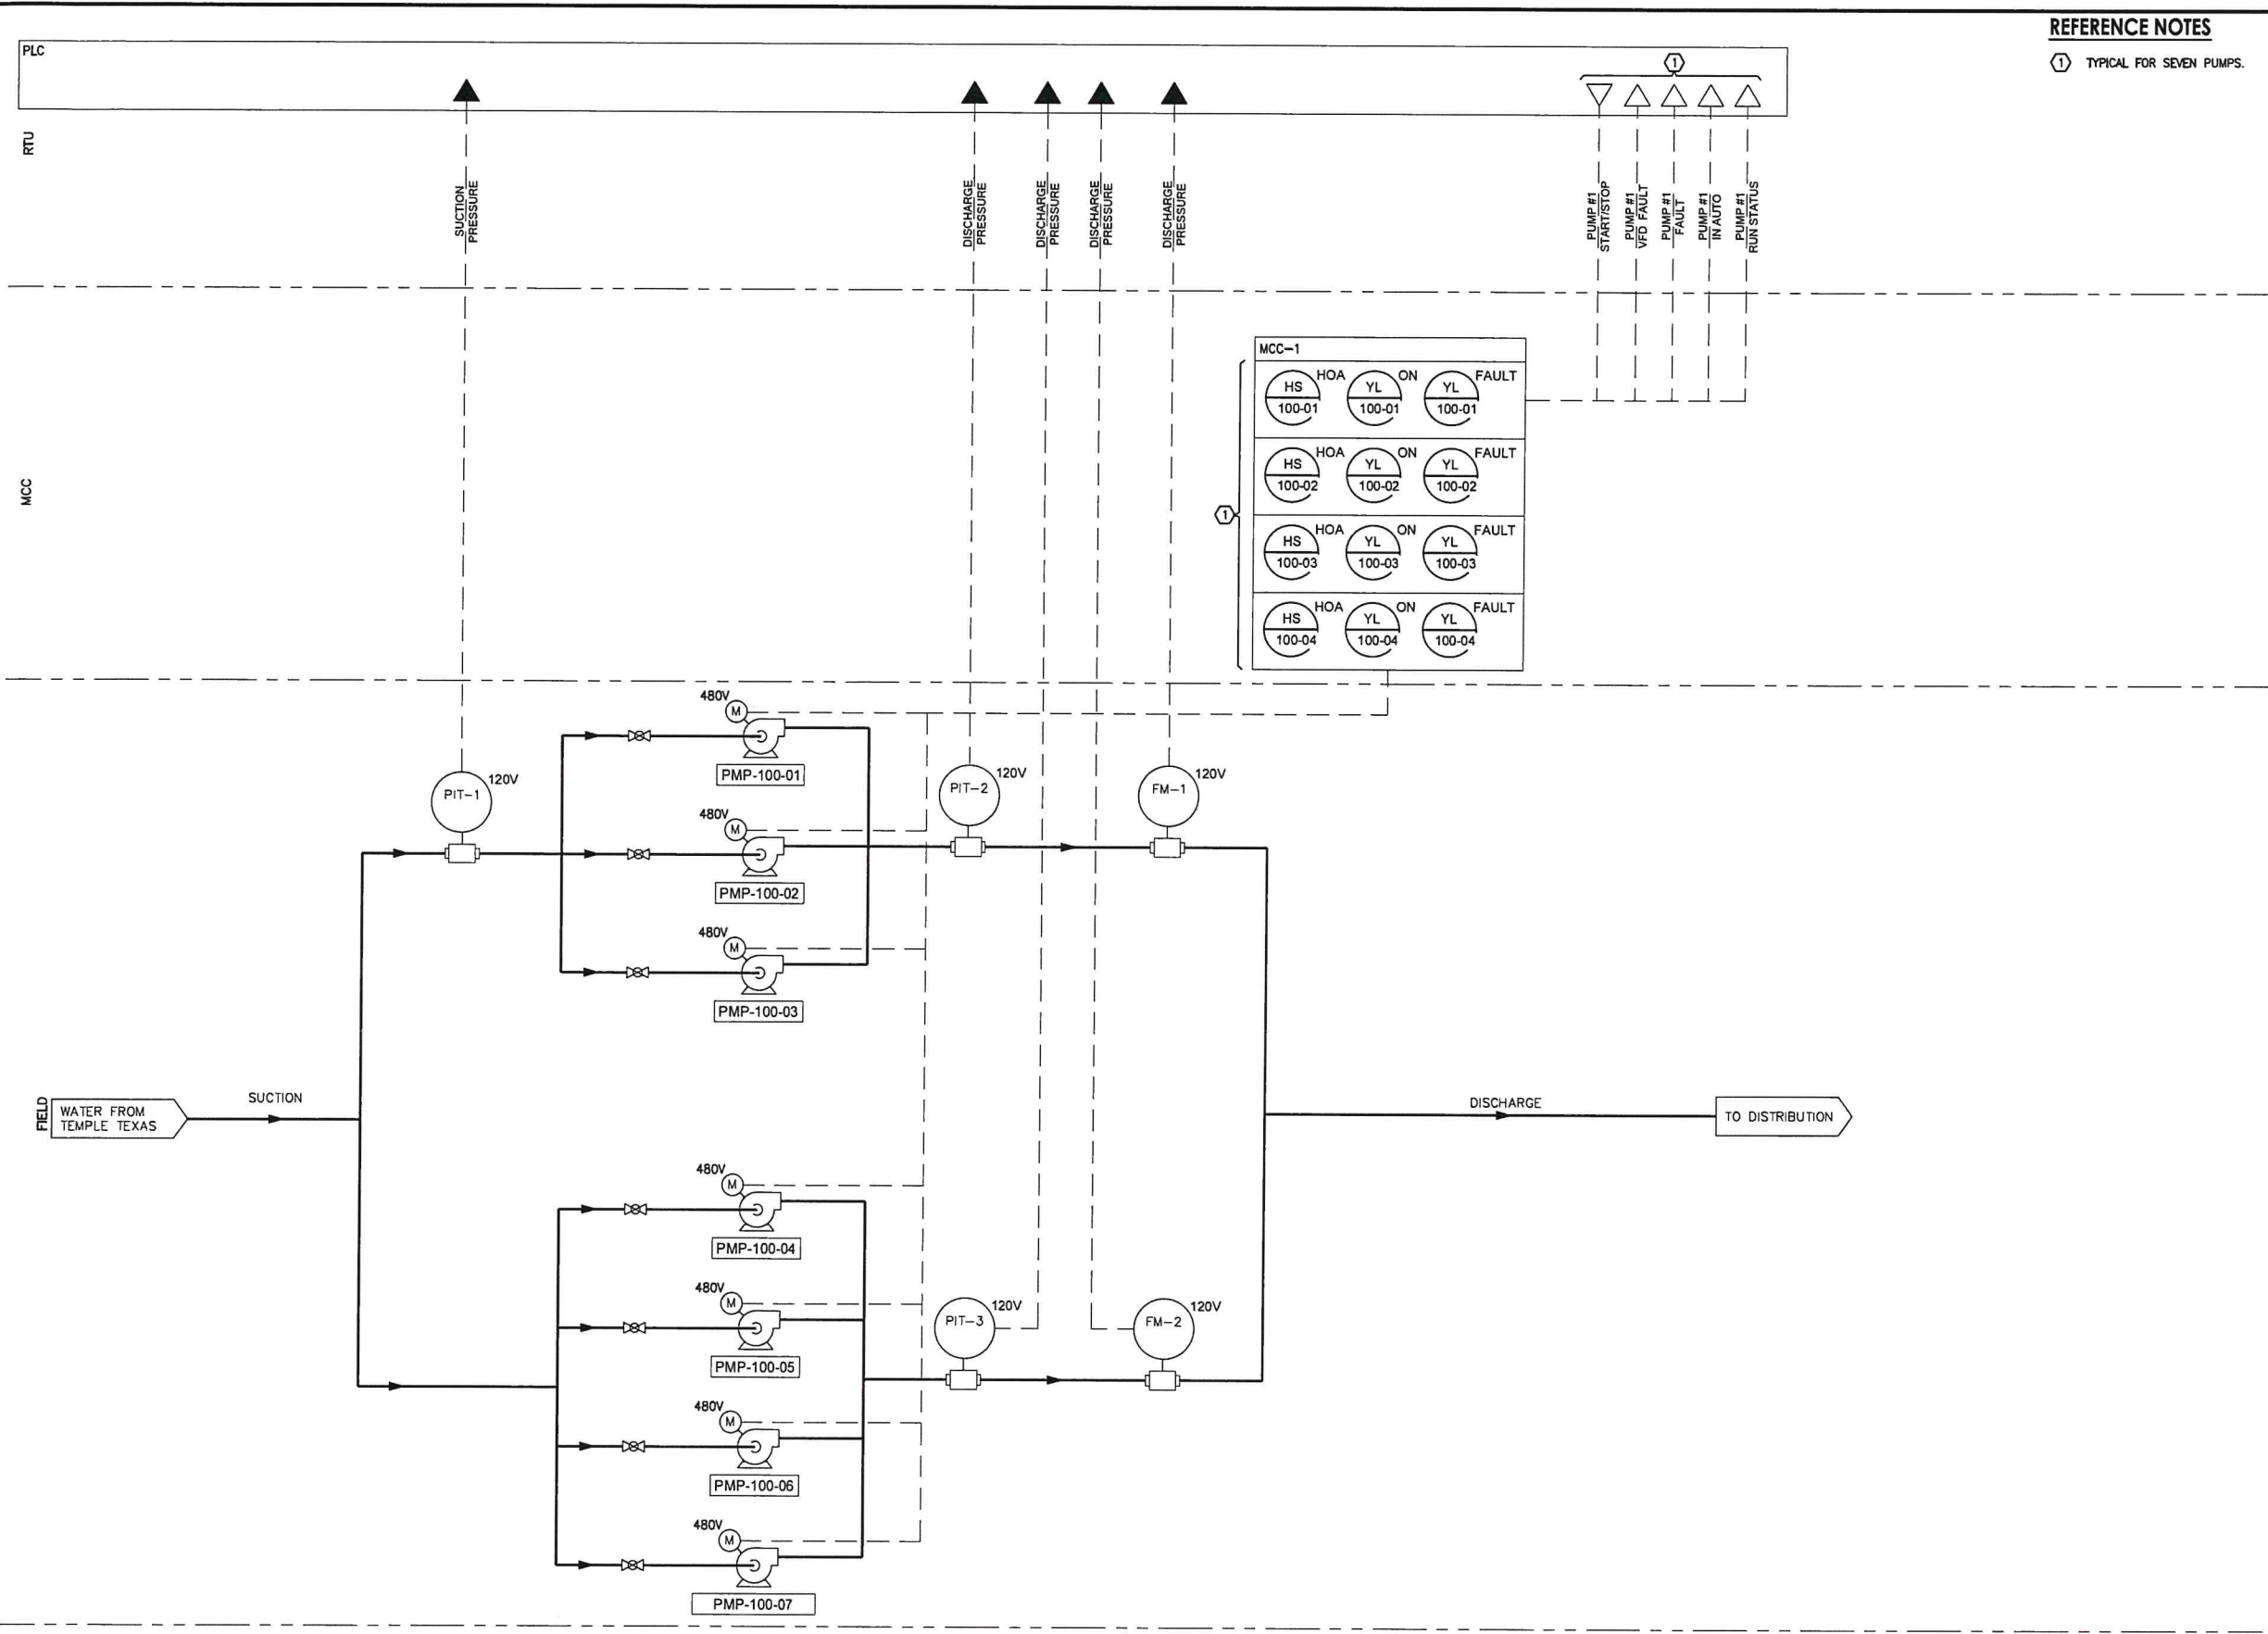 REFERENCE NOTES
1 TYPICAL FOR SEVEN PUMPS.
PLC
1
RTU
SUCTION
PRESSURE
DISCHARGE
PRESSURE
DISCHARGE
PRESSURE
DISCHARGE
PRESSURE
DISCHARGE
PRESSURE
PUMP #1
START/STOP
PUMP #1
VFD FAULT
PUMP #1
FAULT
PUMP #1
IN AUTO
PUMP #1
RUN STATUS
MCC
MCC-1
HS
100-01
HOA
YL
100-01
ON
YL
100-01
FAULT
HS
100-02
HOA
YL
100-02
ON
YL
100-02
FAULT
1
HS
100-03
HOA
YL
100-03
ON
YL
100-03
FAULT
HS
100-04
HOA
YL
100-04
ON
YL
100-04
FAULT
480V
M
PMP-100-01
PIT-1
120V
PIT-2
120V
FM-1
120V
480V
M
PMP-100-02
480V
M
PMP-100-03
FIELD
WATER FROM
TEMPLE TEXAS
SUCTION
DISCHARGE
TO DISTRIBUTION
480V
M
PMP-100-04
480V
M
PMP-100-05
PIT-3
120V
FM-2
120V
480V
M
PMP-100-06
480V
M
PMP-100-07